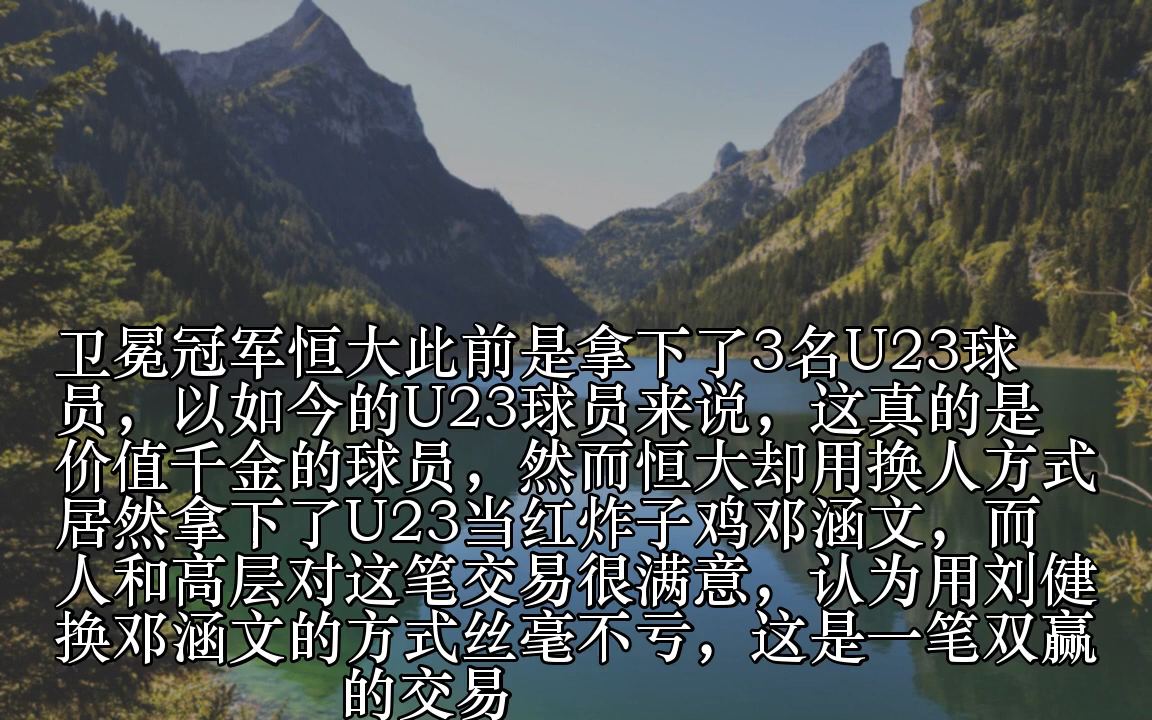 卫冕冠军恒大此前是拿下了3名U23球
员，以如今的U23球员来说，这真的是
价值千金的球员，然而恒大却用换人方式
居然拿下了U23当红炸子鸡邓涵文，而
人和高层对这笔交易很满意，认为用刘健
换邓涵文的方式丝毫不亏，这是一笔双赢
的交易